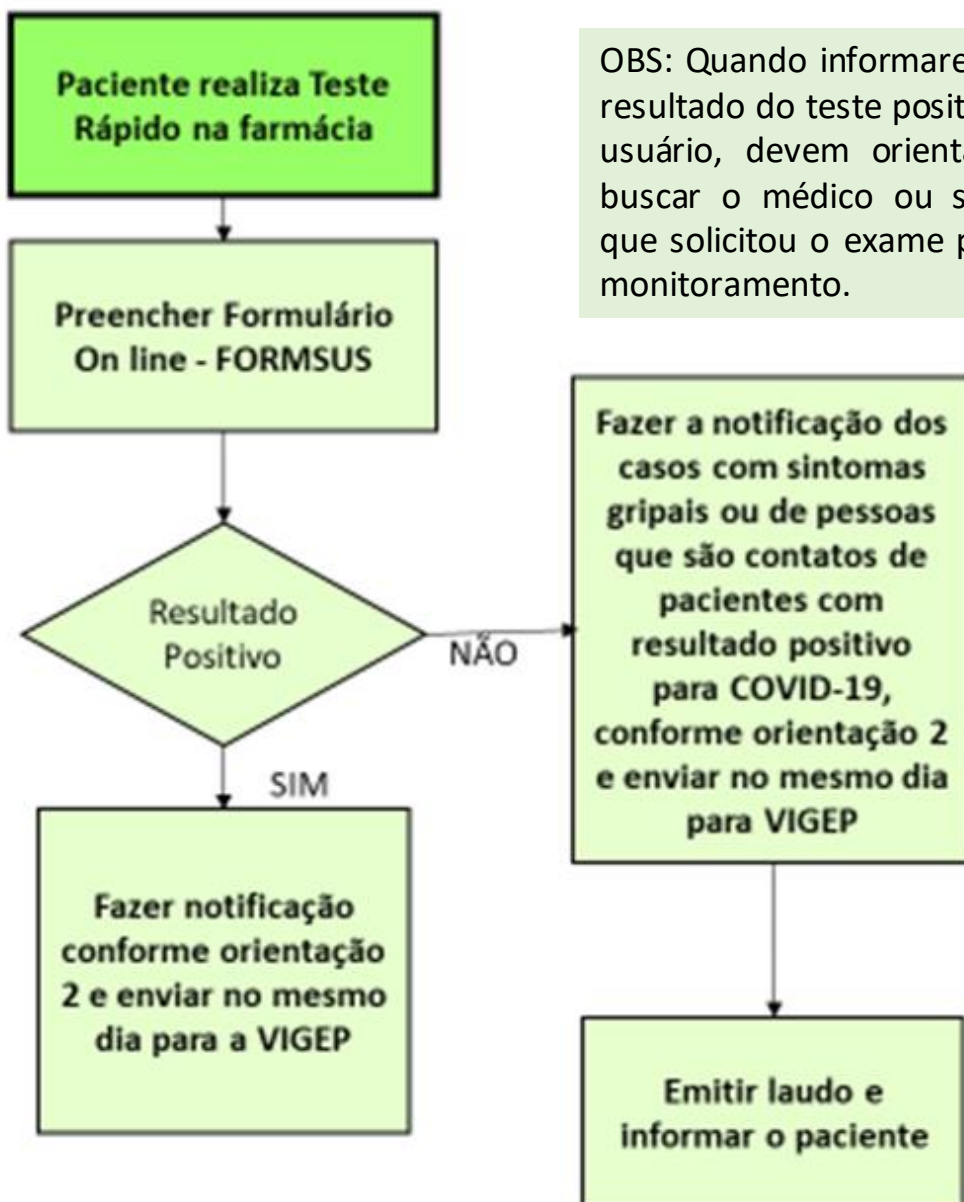 Paciente realiza Teste
Rápido na farmácia
OBS: Quando informare
resultado do teste posit
usuário, devem orient
buscar o médico ou s
que solicitou o exame p
monitoramento.
Preencher Formulário
On line - FORMSUS
Resultado
Positivo
NÃO
SIM
Fazer a notificação dos
casos com sintomas
gripais ou de pessoas
que são contatos de
pacientes com
resultado positivo
para COVID-19,
conforme orientação 2
e enviar no mesmo dia
para VIGEP
Fazer notificação
conforme orientação
2 e enviar no mesmo
dia para a VIGEP
Emitir laudo e
informar o paciente